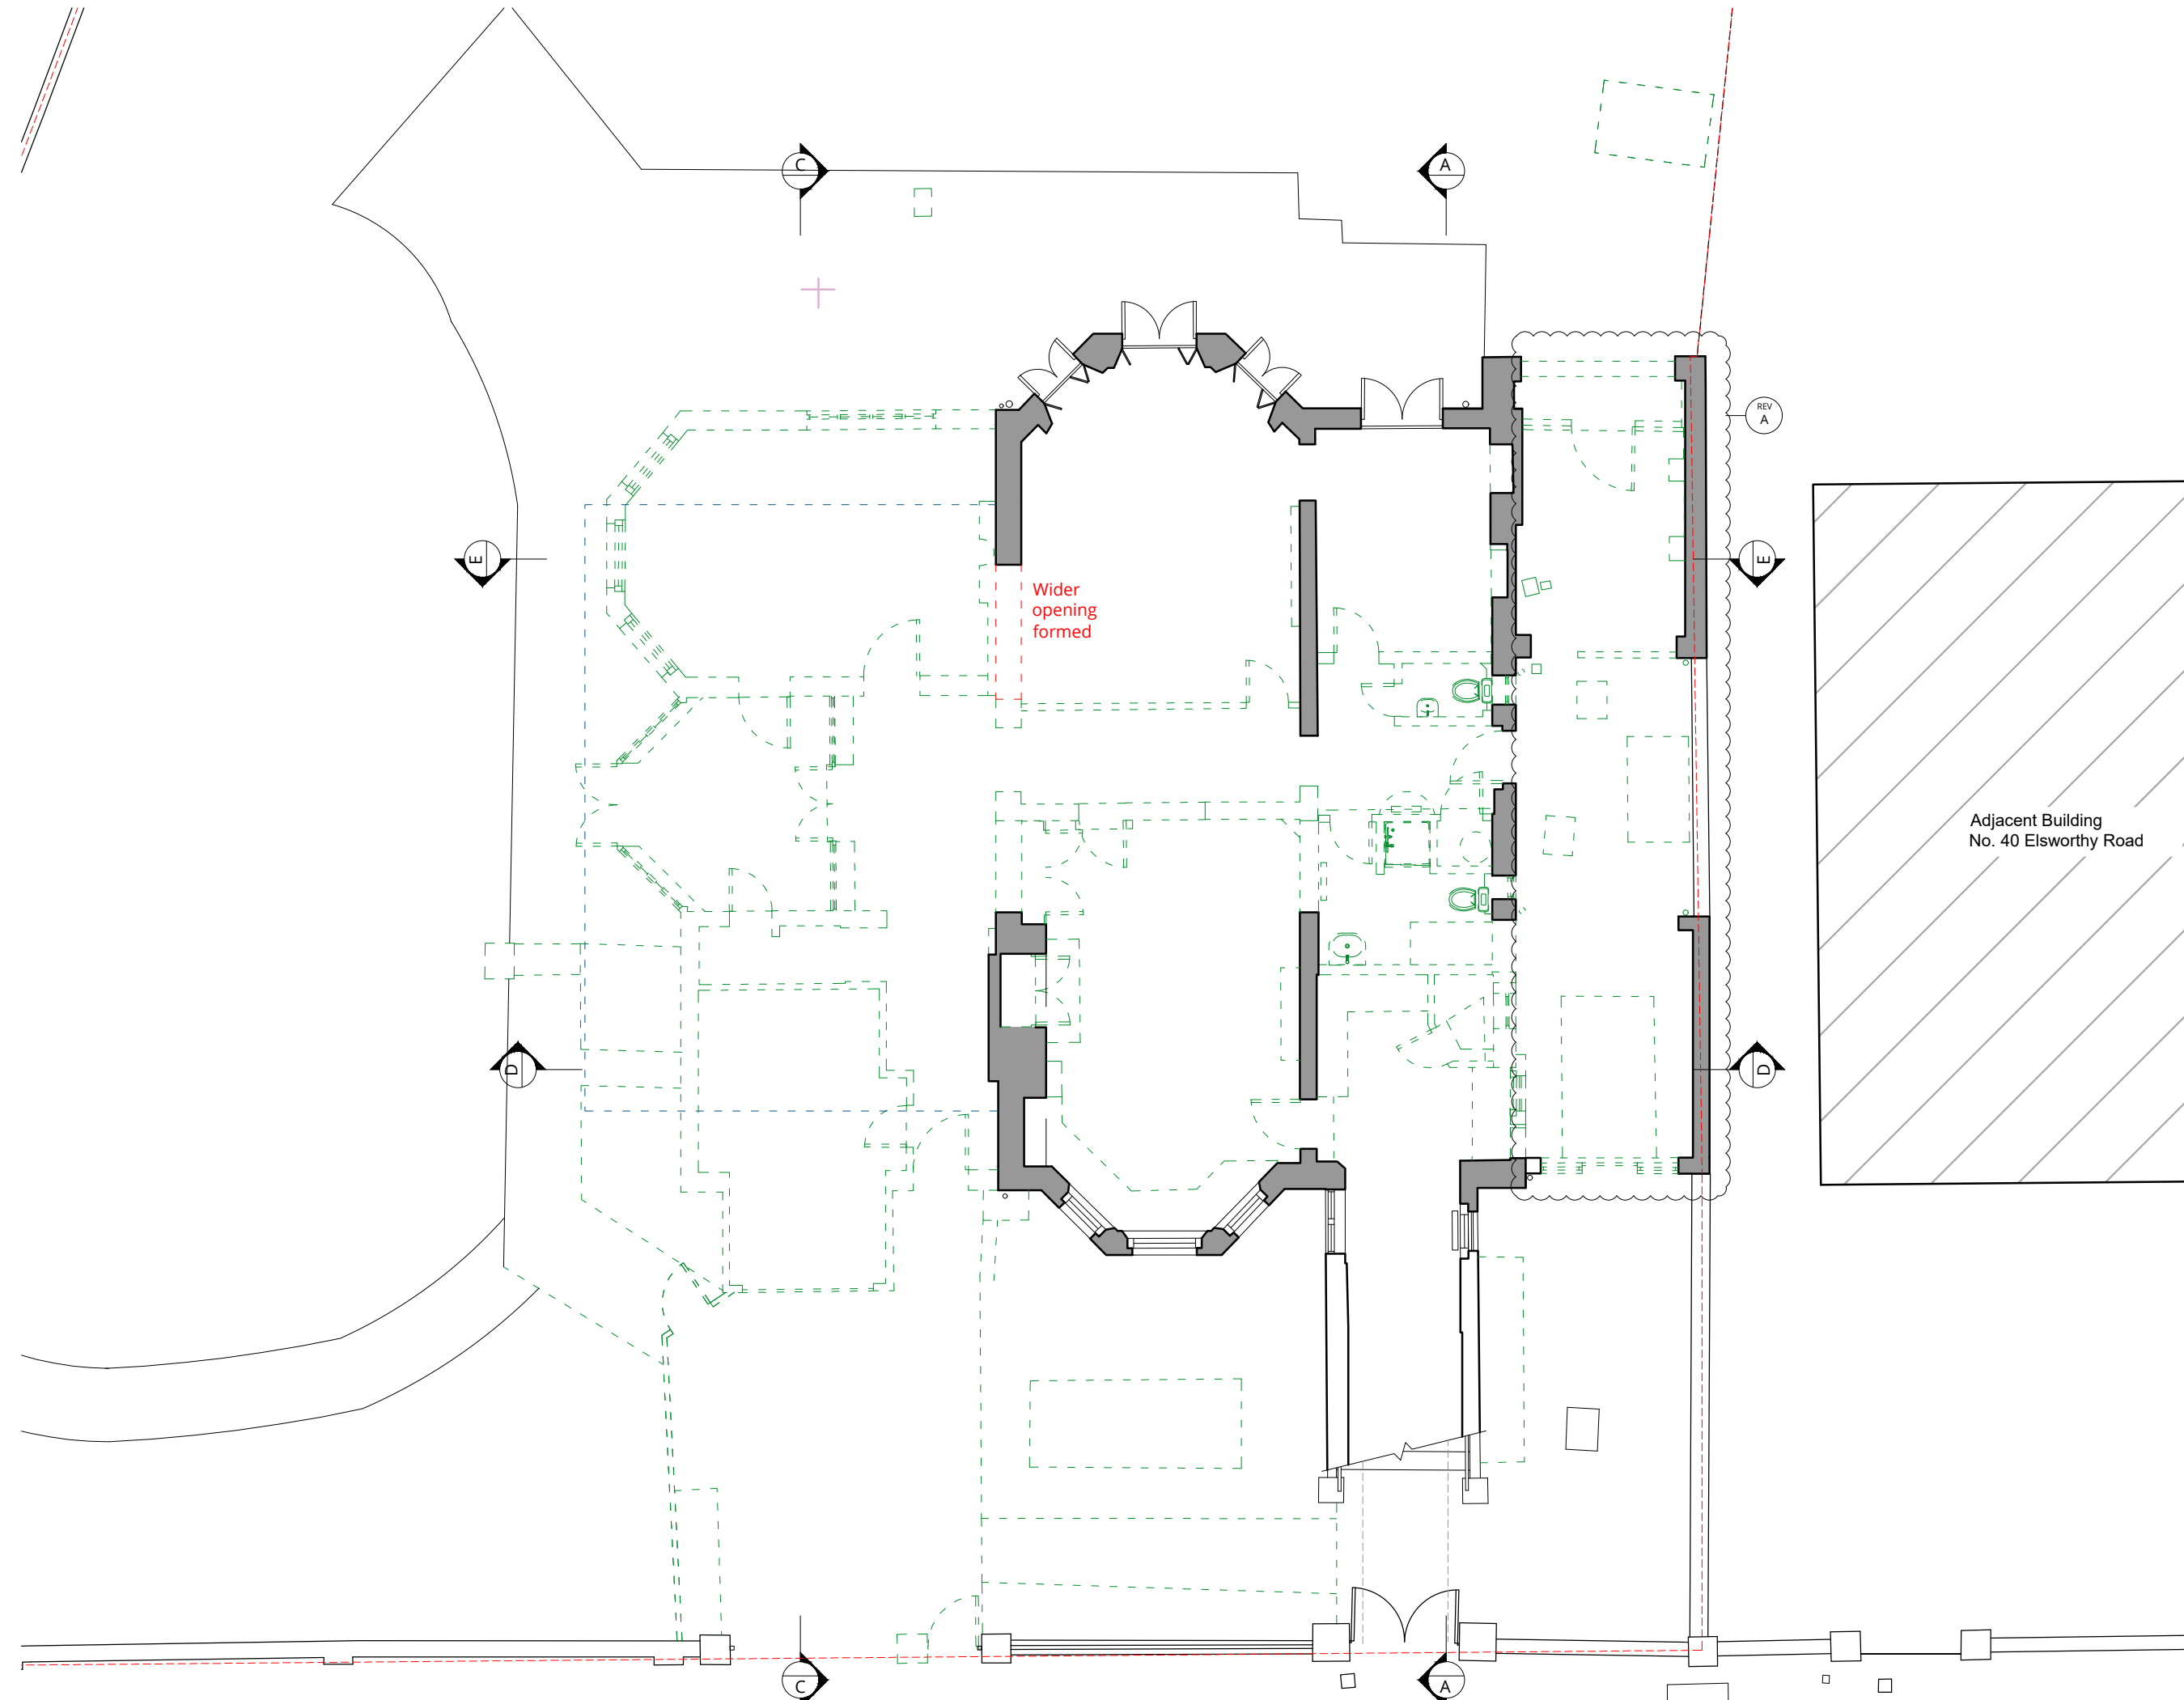 C
A
REV
A
E
Wider
opening
formed
E
Adjacent Building
No. 40 Elsworthy Road
D
D
C
A